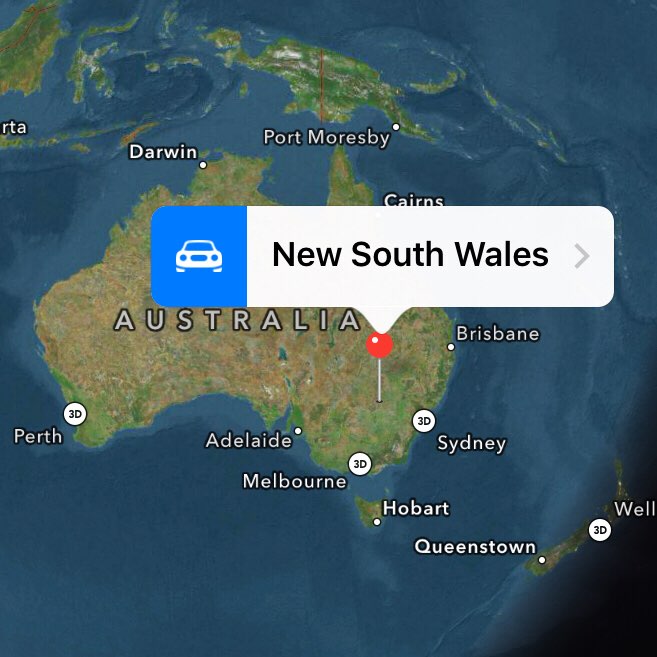 rta
Port Moresby
Darwin
Cairns
New South Wales
AUSTRALIA
Brisbane
3D
3D
Perth
Adelaide
Sydney
3D
Melbourne
Hobart
Well
3D
Queenstown